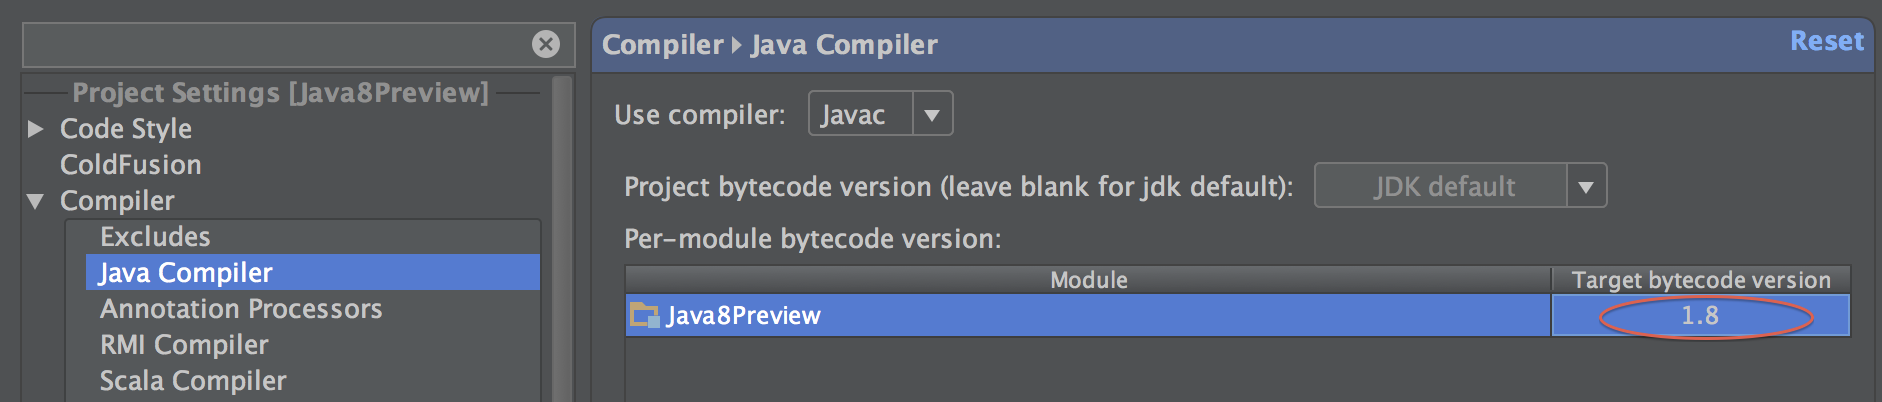 Project Settings [Java8Preview]
Code Style
ColdFusion
Compiler
Excludes
Java Compiler
Annotation Processors
RMI Compiler
Scala Compiler
Compiler Java Compiler
Reset
Use compiler: Javac
Project bytecode version (leave blank for jdk default): JDK default
Per-module bytecode version:
Module Target bytecode version
Java8Preview 1.8